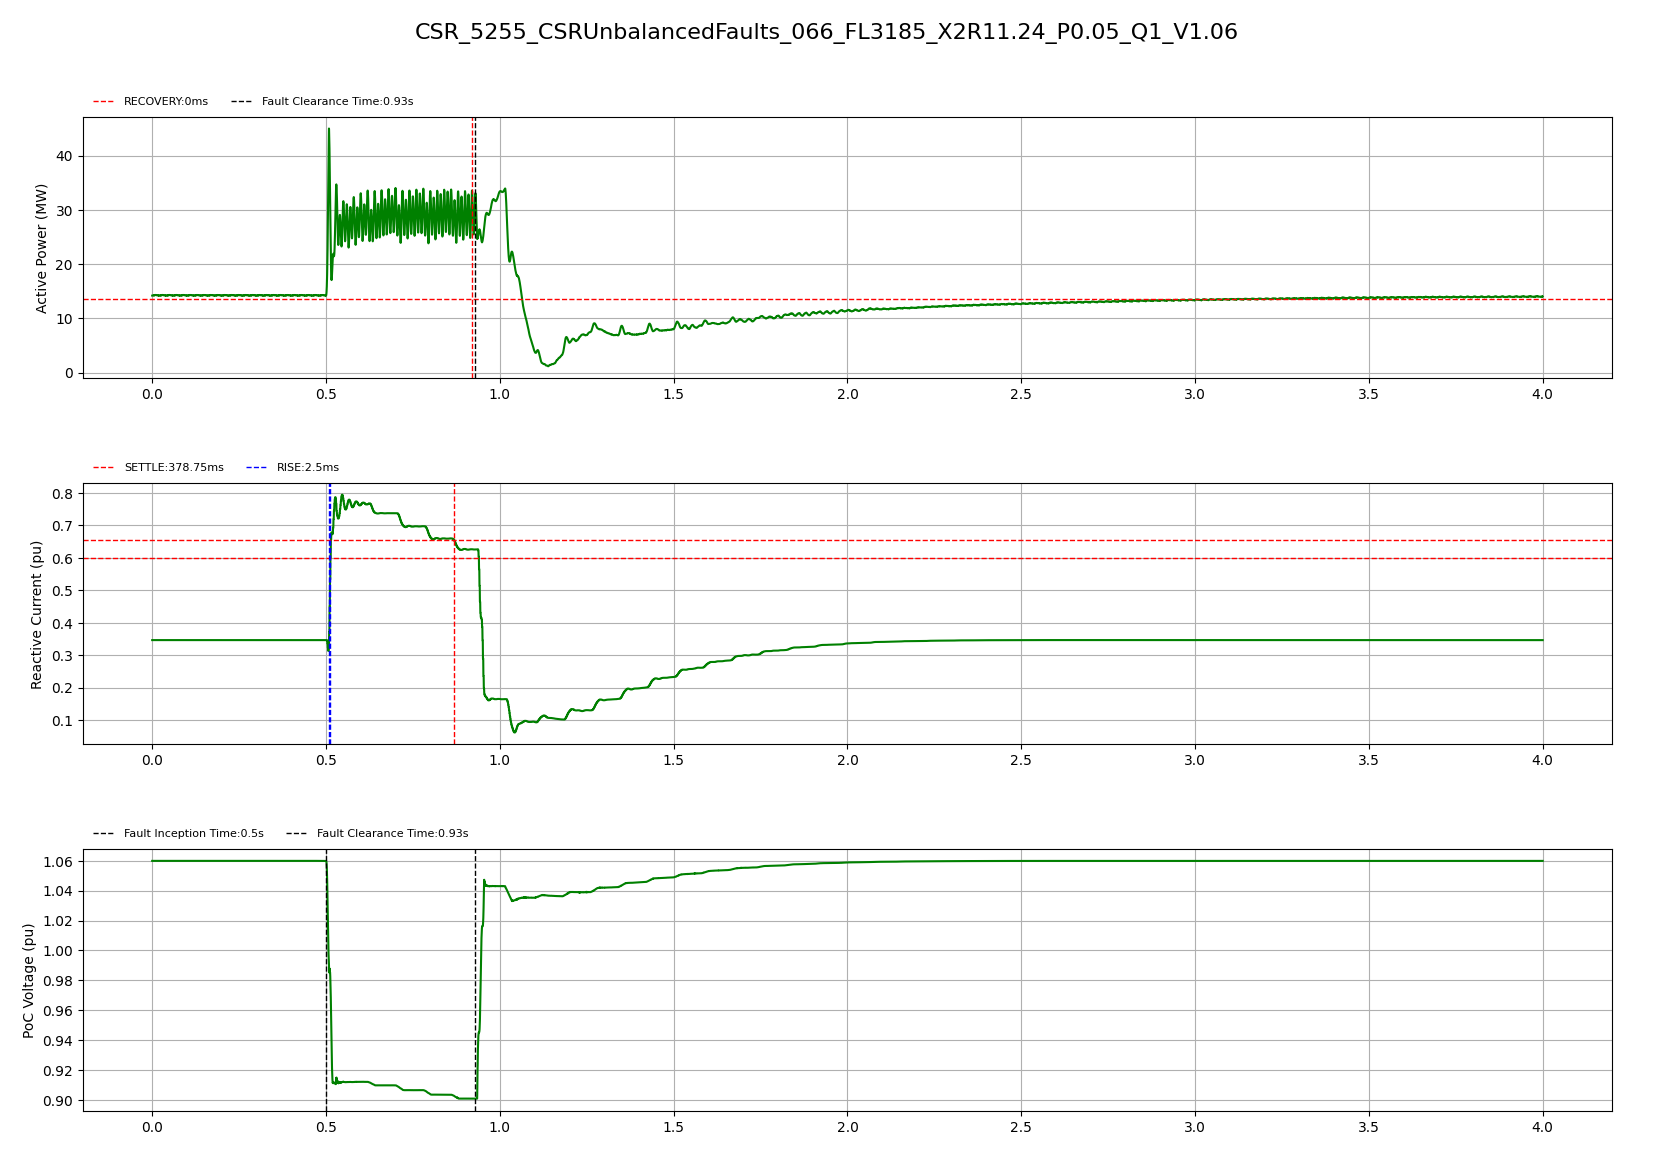 CSR_5255_CSRUnbalancedFaults_066_FL3185_X2R11.24_P0.05_Q1_V1.06
RECOVERY:0ms Fault Clearance Time:0.93s
Active Power (MW)
40
30
20
10
0
0.0 0.5 1.0 1.5 2.0 2.5 3.0 3.5 4.0
SETTLE:378.75ms RISE:2.5ms
Reactive Current (pu)
0.8
0.7
0.6
0.5
0.4
0.3
0.2
0.1
0.0 0.5 1.0 1.5 2.0 2.5 3.0 3.5 4.0
Fault Inception Time:0.5s Fault Clearance Time:0.93s
PoC Voltage (pu)
1.06
1.04
1.02
1.00
0.98
0.96
0.94
0.92
0.90
0.0 0.5 1.0 1.5 2.0 2.5 3.0 3.5 4.0